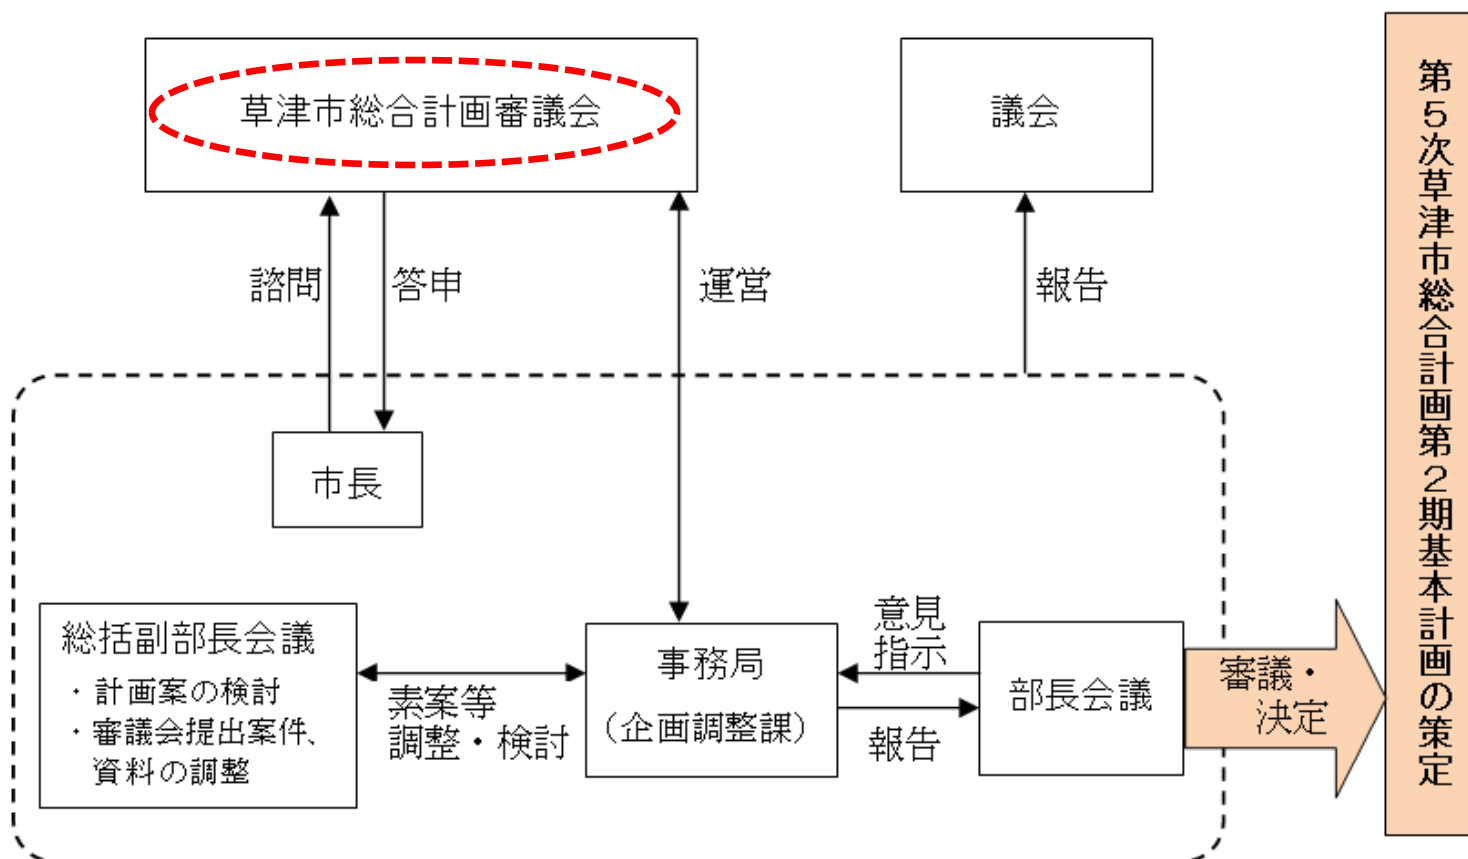 草津市総合計画審議会
議会
諮問
答申
運営
報告
市長
総括副部長会議
・計画案の検討
・審議会提出案件、
資料の調整
素案等
調整・検討
事務局
（企画調整課）
意見
指示
報告
部長会議
審議・
決定
第５次草津市総合計画第２期基本計画の策定